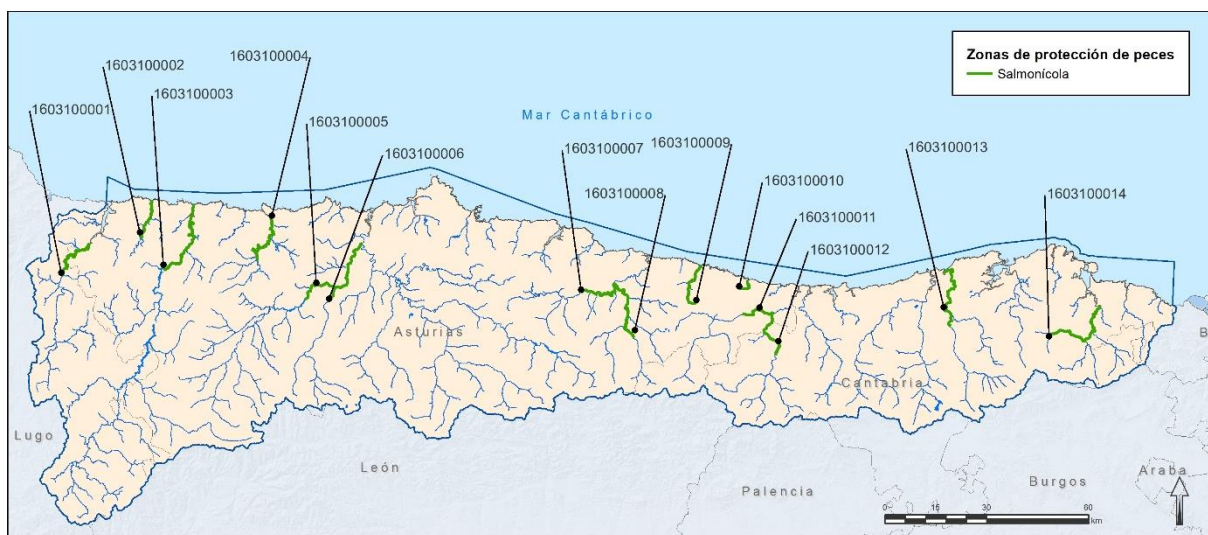 Zonas de protección de peces
Salmonícola
1603100004
1603100002
1603100003
1603100001
1603100005
1603100006
Mar Cantábrico
1603100007
1603100009
1603100008
1603100010
1603100011
1603100012
1603100013
1603100014
Asturias
Cantabria
Lugo
León
Palencia
Burgos
Araba
B
0
15
30
60
km